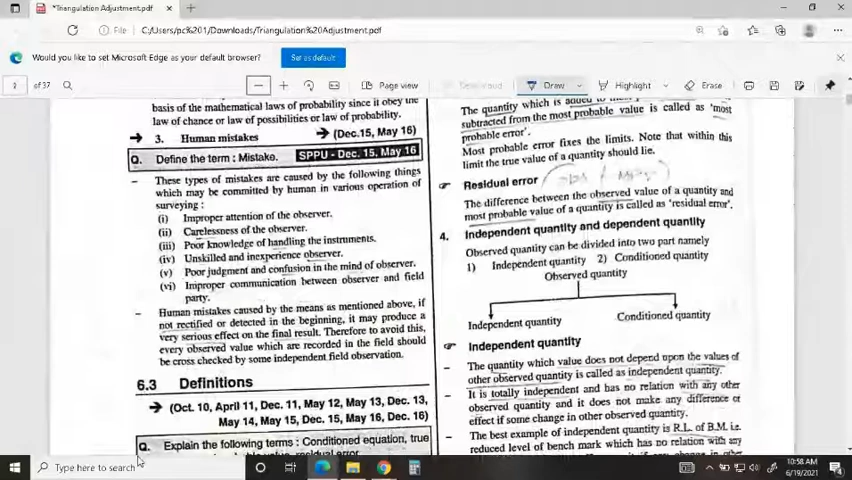 *Triangulation Adjustment.pdf
File
C:/Users/pc%201/Downloads/Triangulation%20Adjustment.pdf
Would you like to set Microsoft Edge as your default browser?
Set as default
of 37
Page view
Read aloud
Draw
Highlight
Erase
basis of the mathematical laws of probability since it obey the
law of chance or law of possibilities or law of probability.
3. Human mistakes
(Dec.15, May 16)
Q. Define the term : Mistake.
SPPU - Dec. 15, May 16
– These types of mistakes are caused by the following things
which may be committed by human in various operation of
surveying :
(i) Improper attention of the observer.
(ii) Carelessness of the observer.
(iii) Poor knowledge of handling the instruments.
(iv) Unskilled and inexperience observer.
(v) Poor judgment and confusion in the mind of observer.
(vi) Improper communication between observer and field
party.
– Human mistakes caused by the means as mentioned above, if
not rectified or detected in the beginning, it may produce a
very serious effect on the final result. Therefore to avoid this,
every observed value which are recorded in the field should
be cross checked by some independent field observation.
6.3 Definitions
(Oct. 10, April 11, Dec. 11, May 12, May 13, Dec. 13,
May 14, May 15, Dec. 15, May 16, Dec. 16)
Q. Explain the following terms : Conditioned equation, true
residual error.
The quantity which is added to
subtracted from the most probable value is called as 'most
probable error'.
Most probable error fixes the limits. Note that within this
limit the true value of a quantity should lie.
Residual error
The difference between the observed value of a quantity and
most probable value of a quantity is called as 'residual error'.
4. Independent quantity and dependent quantity
Observed quantity can be divided into two part namely
1) Independent quantity 2) Conditioned quantity
Observed quantity
Independent quantity
Conditioned quantity
Independent quantity
– The quantity which value does not depend upon the values of
other observed quantity is called as independent quantity.
– It is totally independent and has no relation with any other
observed quantity and it does not make any difference or
effect if some change in other observed quantity.
– The best example of independent quantity is R.L. of B.M. i.e.
reduced level of bench mark which has no relation with any
Type here to search
10:58 AM
6/19/2021